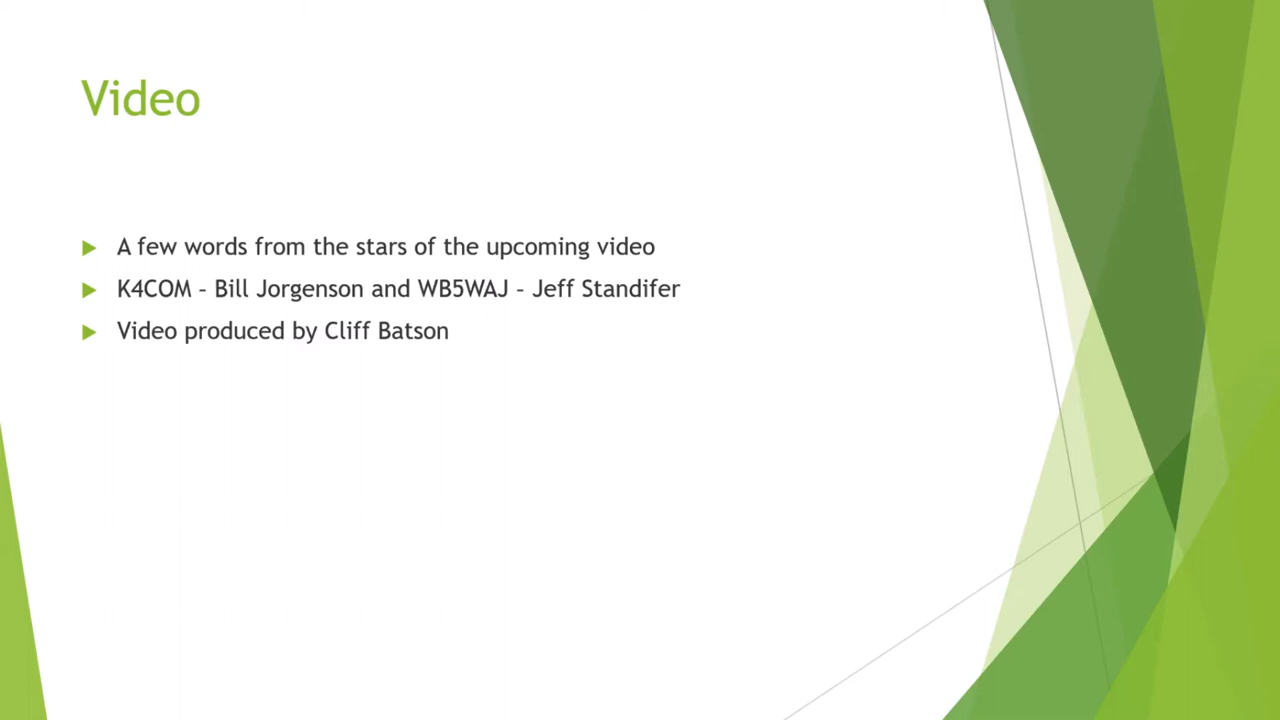 Video
A few words from the stars of the upcoming video
K4COM – Bill Jorgenson and WB5WAJ – Jeff Standifer
Video produced by Cliff Batson